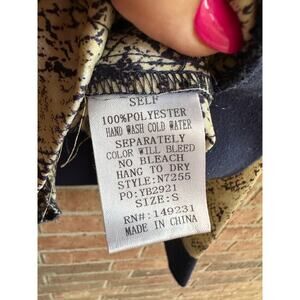 SELF
100%POLYESTER
HAND WASH COLD WATER
SEPARATELY
COLOR WILL BLEED
NO BLEACH
HANG TO DRY
STYLE:N7255
PO:YB2921
SIZE:S
RN#:149231
MADE IN CHINA